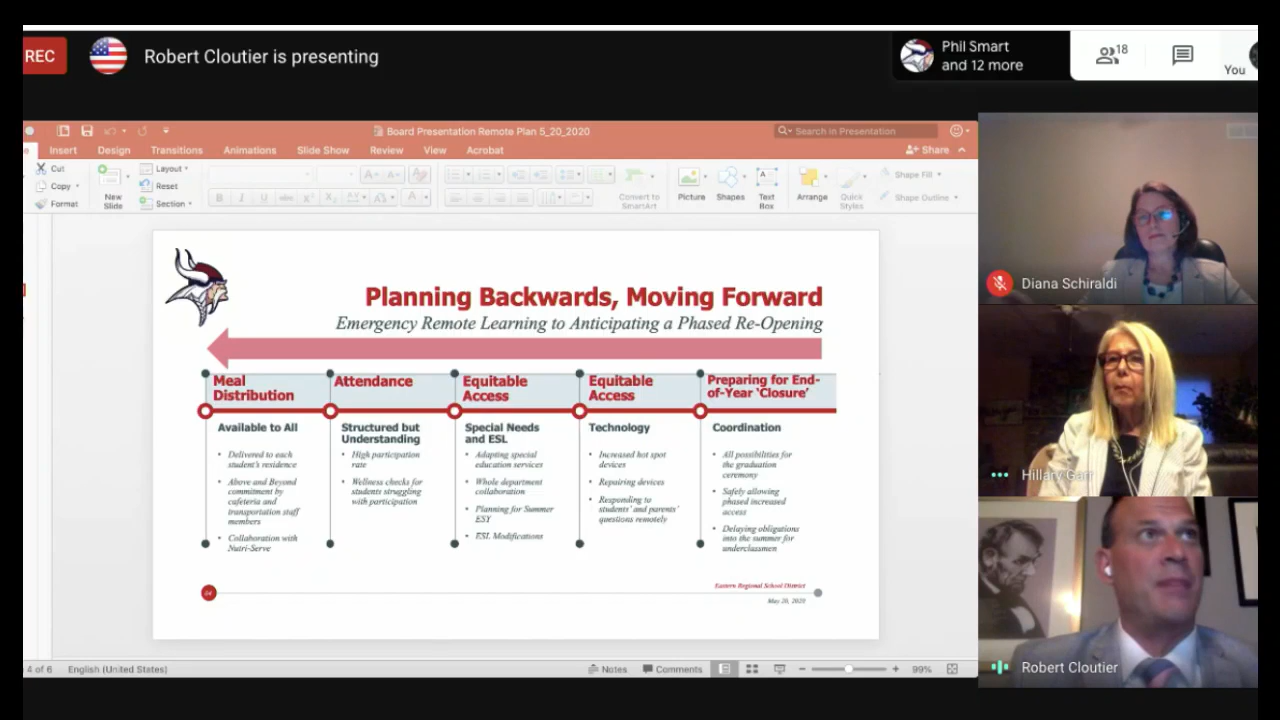 REC
Robert Cloutier is presenting
Phil Smart
and 12 more
18
You
Board Presentation Remote Plan 5_20_2020
Search in Presentation
Insert Design Transitions Animations Slide Show Review View Acrobat
Share
Cut
Copy
Format
New
Slide
Layout
Reset
Section
Convert to
SmartArt
Picture
Shapes
Text
Box
Arrange
Quick
Styles
Shape Fill
Shape Outline
Planning Backwards, Moving Forward
Emergency Remote Learning to Anticipating a Phased Re-Opening
Meal
Distribution
Available to All
• Delivered to each
student's residence
• Above and Beyond
commitment by
cafeteria and
transportation staff
members
• Collaboration with
Nutri-Serve
Attendance
Structured but
Understanding
• High participation
rate
• Wellness checks for
students struggling
with participation
Equitable
Access
Special Needs
and ESL
• Adapting special
education services
• Whole department
collaboration
• Planning for Summer
ESY
• ESL Modifications
Equitable
Access
Technology
• Increased hot spot
devices
• Repairing devices
• Responding to
students' and parents'
questions remotely
Preparing for End-
of-Year 'Closure'
Coordination
• All possibilities for
the graduation
ceremony
• Safely allowing
phased increased
access
• Delaying obligations
into the summer for
underclassmen
04
Eastern Regional School District
May 20, 2020
4 of 6
English (United States)
Notes
Comments
99%
Diana Schiraldi
Hillary
Robert Cloutier